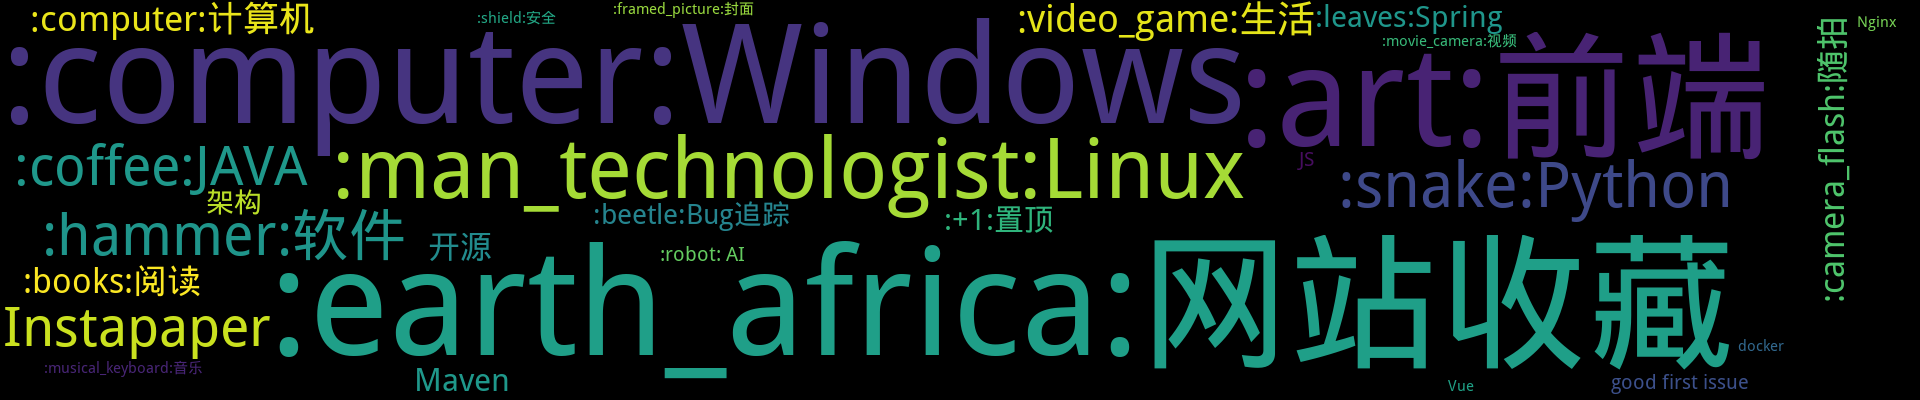 :computer:计算机
:shield:安全
:framed_picture:封面
:video_game:生活
:leaves:Spring
Nginx
:movie_camera:视频
:computer:Windows
:art:前端
:camera_flash:随拍
:coffee:JAVA
:man_technologist:Linux
JS
:snake:Python
架构
:hammer:软件
开源
:beetle:Bug追踪
:+1:置顶
:robot: AI
:books:阅读
:earth_africa:网站收藏
Instapaper
docker
:musical_keyboard:音乐
Maven
Vue
good first issue